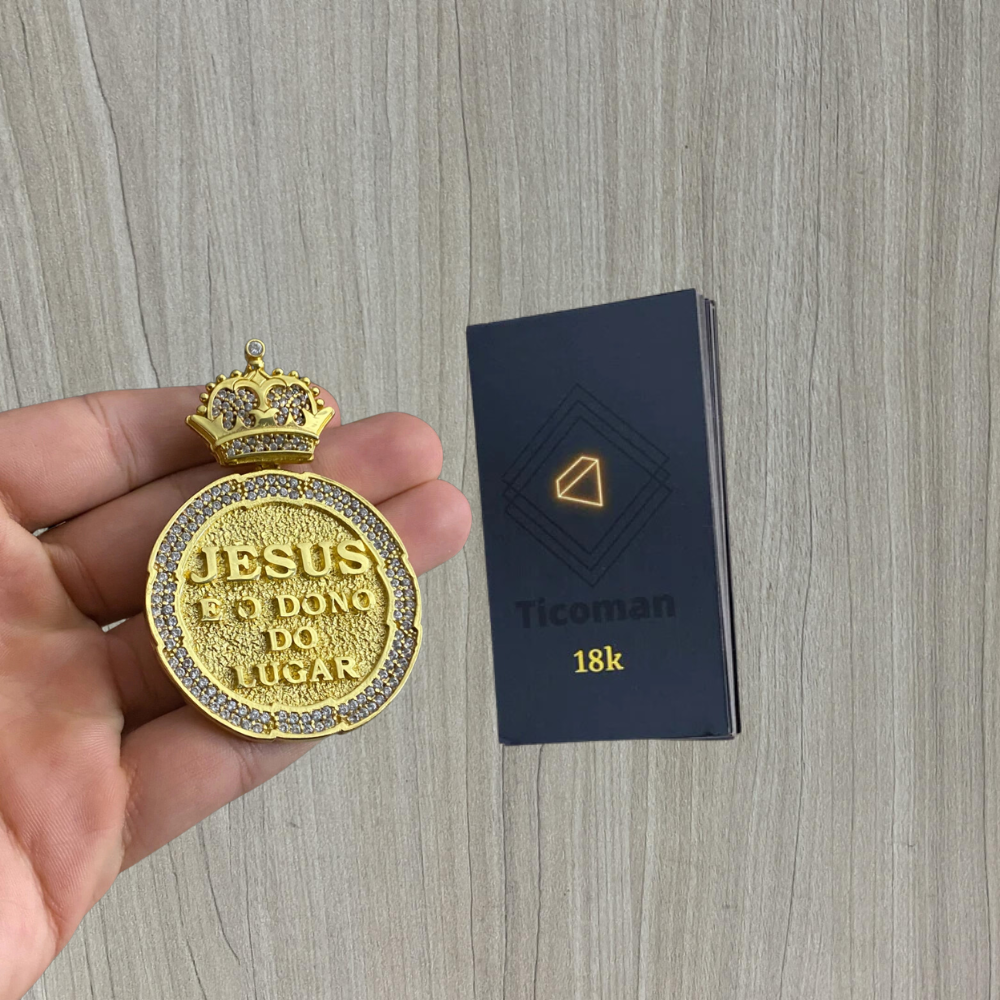 JESUS
E O DONO
DO
LUGAR
Ticoman
18k